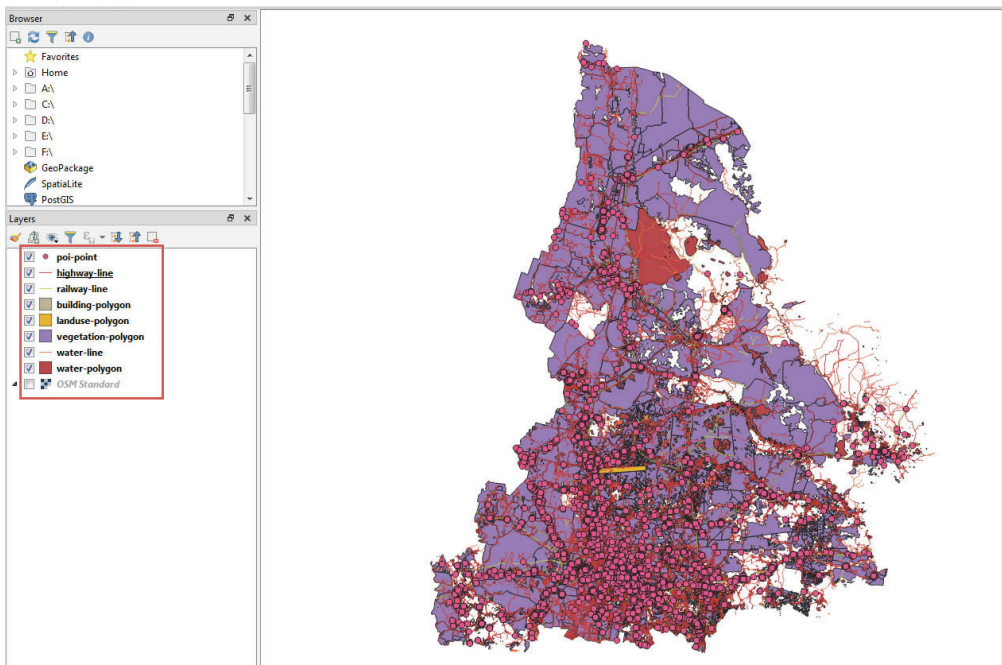 Browser
Favorites
Home
A:\
C:\
D:\
E:\
F:\
GeoPackage
SpatiaLite
PostGIS
Layers
poi-point
highway-line
railway-line
building-polygon
landuse-polygon
vegetation-polygon
water-line
water-polygon
OSM Standard